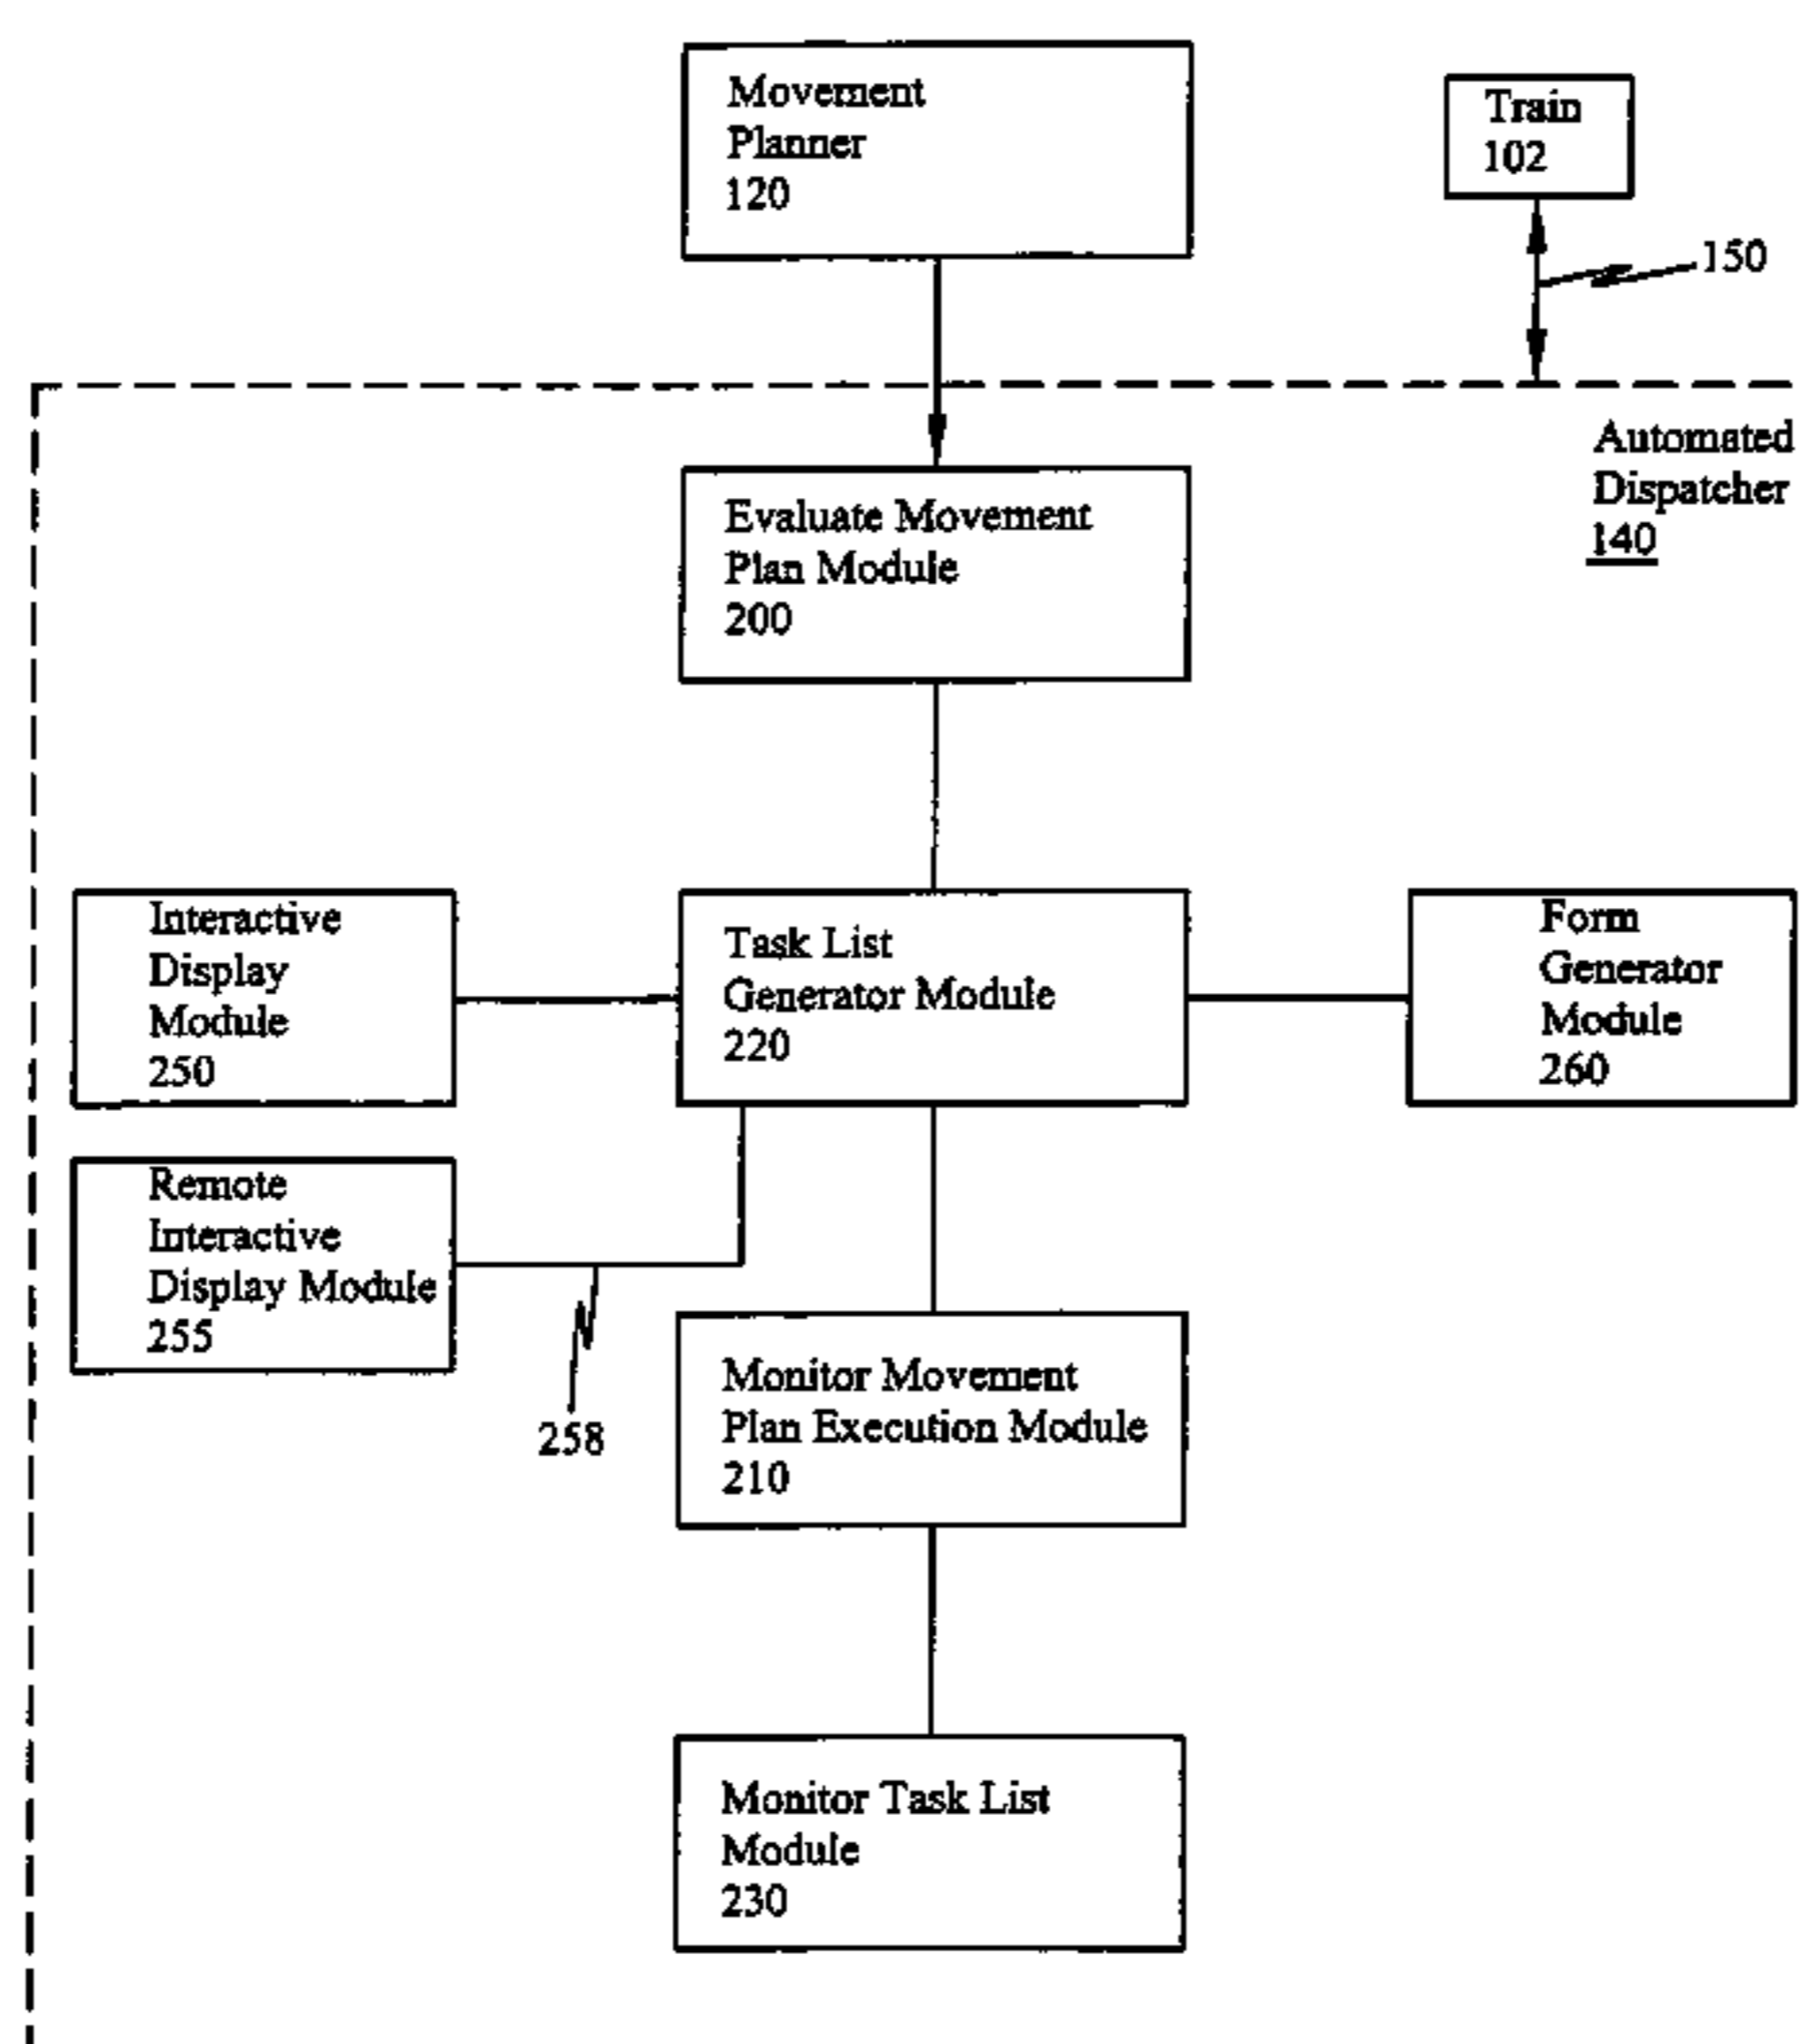 Movement
Planner
120
Train
102
150
Automated
Dispatcher
140
Evaluate Movement
Plan Module
200
Interactive
Display
Module
250
Task List
Generator Module
220
Form
Generator
Module
260
Remote
Interactive
Display Module
255
258
Monitor Movement
Plan Execution Module
210
Monitor Task List
Module
230